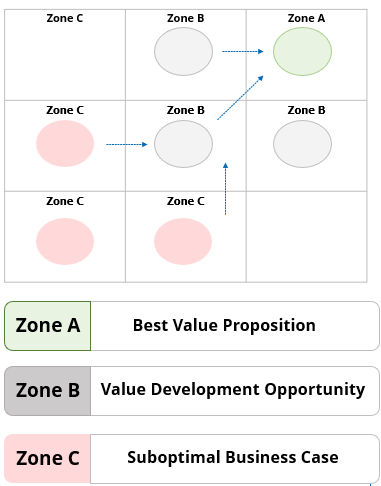 Zone C
Zone B
Zone A
Zone C
Zone B
Zone B
Zone C
Zone C
Zone A
Best Value Proposition
Zone B
Value Development Opportunity
Zone C
Suboptimal Business Case